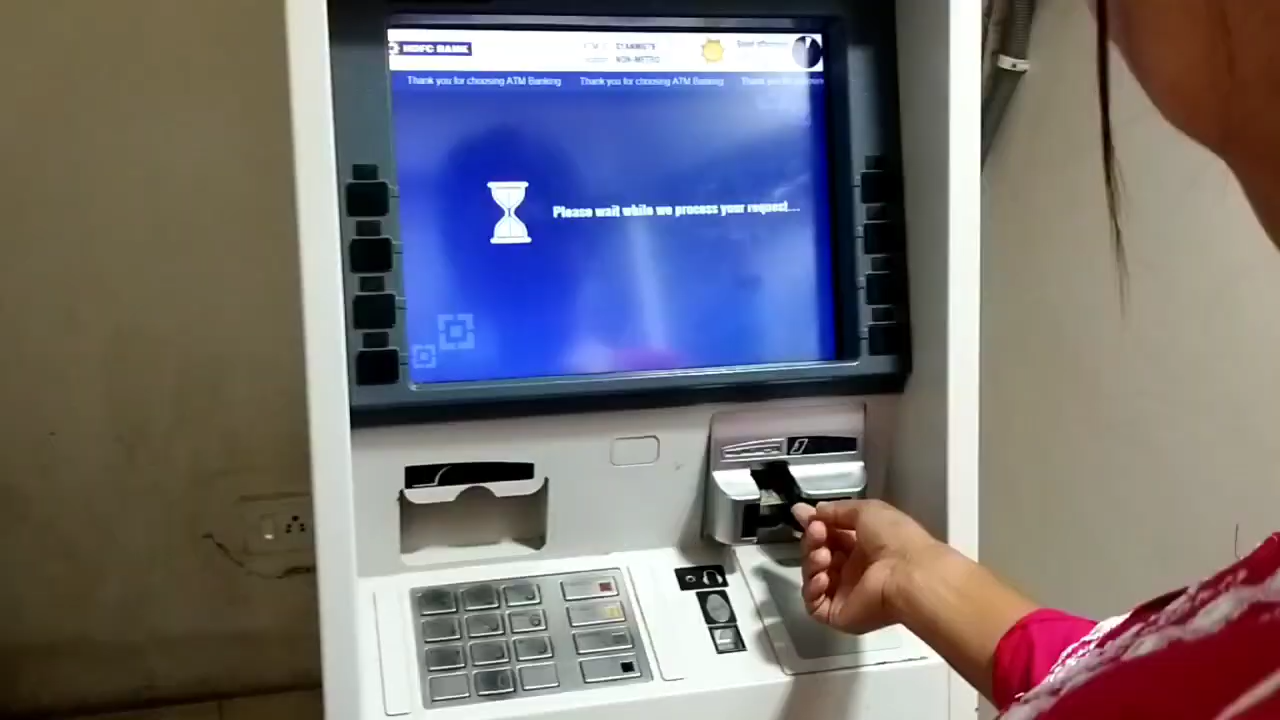 HDFC BANK
NON-METRO
Thank you for choosing ATM Banking Thank you for choosing ATM Banking
Please wait while we process your request...